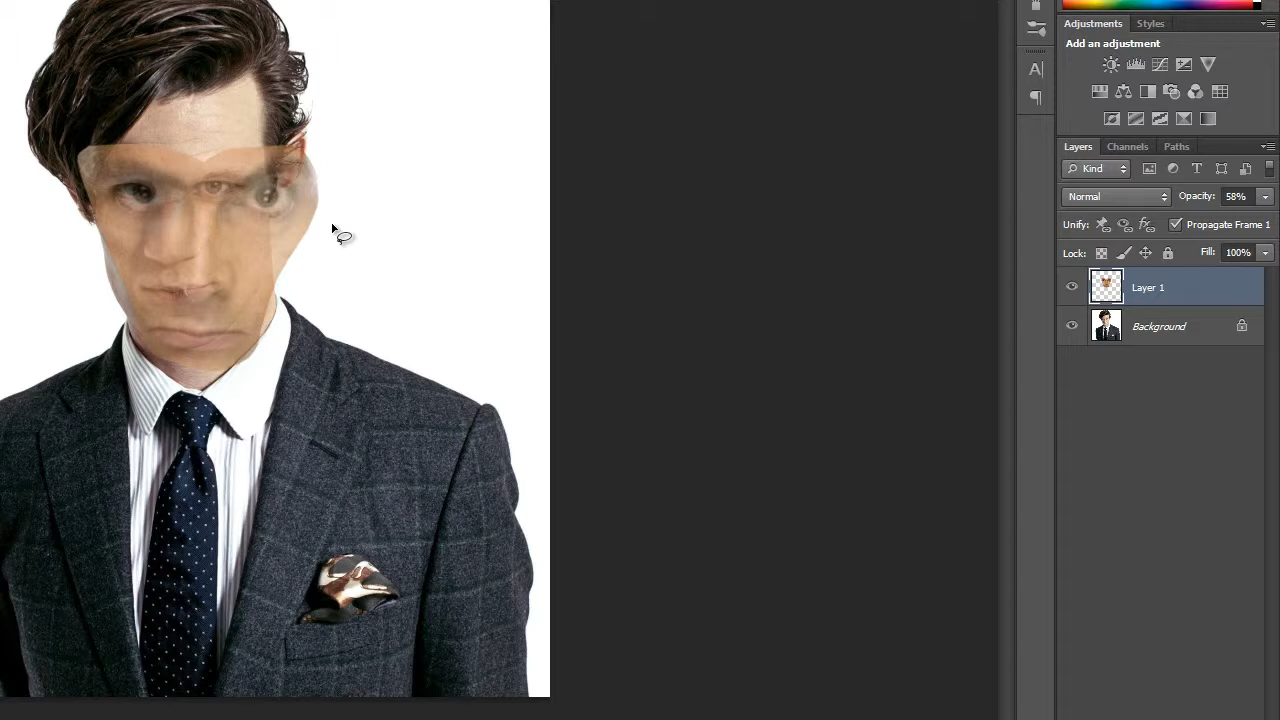 Adjustments Styles
Add an adjustment
A
Layers Channels Paths
Kind
Normal Opacity: 58%
Unify: Propagate Frame 1
Lock: Fill: 100%
Layer 1
Background